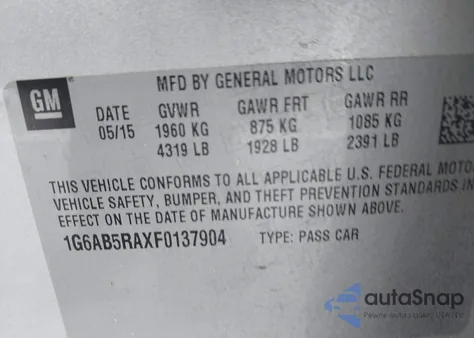 GM
MFD BY GENERAL MOTORS LLC
DATE GVWR GAWR FRT GAWR RR
05/15 1960 KG 875 KG 1085 KG
4319 LB 1928 LB 2391 LB
THIS VEHICLE CONFORMS TO ALL APPLICABLE U.S. FEDERAL MOTO
VEHICLE SAFETY, BUMPER, AND THEFT PREVENTION STANDARDS IN
EFFECT ON THE DATE OF MANUFACTURE SHOWN ABOVE.
1G6AB5RAXF0137904 TYPE: PASS CAR
autoSnap